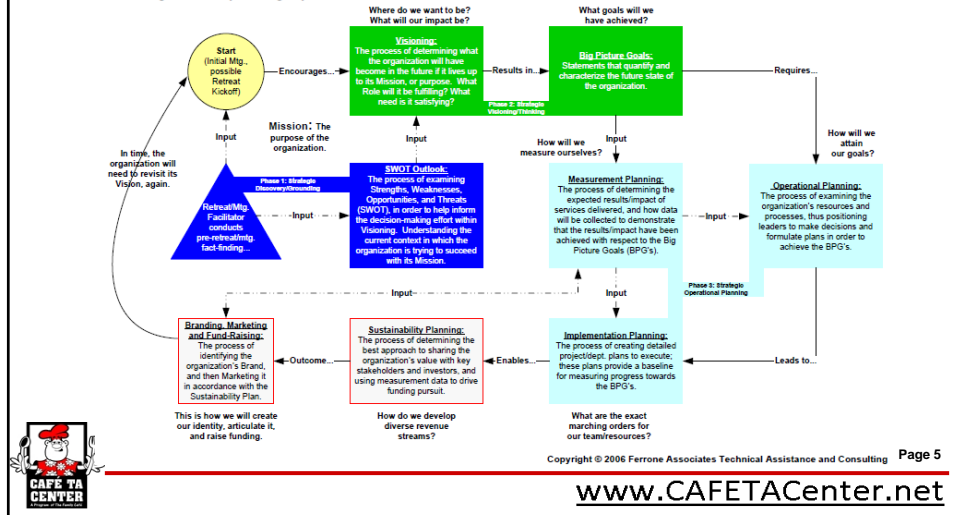 Where do we want to be?
What will our impact be?
What goals will we
have achieved?
Start
(Initial Mtg.,
possible
Retreat
Kickoff)
Encourages...
Visioning:
The process of determining what
the organization will have
become in the future if it lives up
to its Mission, or purpose. What
Role will it be fulfilling? What
need is it satisfying?
Results in...
Big Picture Goals:
Statements that quantify and
characterize the future state of
the organization.
Requires...
Phase 2: Strategic
Visioning/Thinking
Input
Mission: The
purpose of the
organization.
Input
How will we
measure ourselves?
Input
How will we
attain
our goals?
In time, the
organization will
need to revisit its
Vision, again.
Phase 1: Strategic
Discovery/Grounding
Retreat/Mtg.
Facilitator
conducts
pre-retreat/mtg.
fact-finding...
Input
SWOT Outlook:
The process of examining
Strengths, Weaknesses,
Opportunities, and Threats
(SWOT), in order to help inform
the decision-making effort within
Visioning. Understanding the
current context in which the
organization is trying to succeed
with its Mission.
Measurement Planning:
The process of determining the
expected results/impact of
services delivered, and how data
will be collected to demonstrate
that the results/impact have been
achieved with respect to the Big
Picture Goals (BPG's).
Input
Operational Planning:
The process of examining the
organization's resources and
processes, thus positioning
leaders to make decisions and
formulate plans in order to
achieve the BPG's.
Phase 3: Strategic
Operational Planning
Input
Input
Branding, Marketing
and Fund-Raising:
The process of
identifying the
organization's Brand,
and then Marketing it
in accordance with the
Sustainability Plan.
Outcome...
Sustainability Planning:
The process of determining the
best approach to sharing the
organization's value with key
stakeholders and investors, and
using measurement data to drive
funding pursuit.
Enables...
Implementation Planning:
The process of creating detailed
project/dept. plans to execute;
these plans provide a baseline
for measuring progress towards
the BPG's.
Leads to...
This is how we will create
our identity, articulate it,
and raise funding.
How do we develop
diverse revenue
streams?
What are the exact
marching orders for
our team/resources?
Copyright © 2006 Ferrone Associates Technical Assistance and Consulting
Page 5
CAFÉ TA
CENTER
A Program of The Family Café
www.CAFETACenter.net